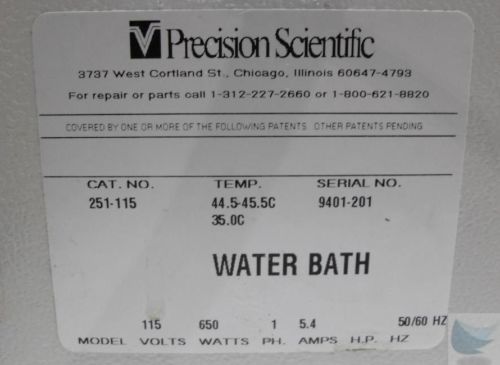 Precision Scientific
3737 West Cortland St., Chicago, Illinois 60647-4793
For repair or parts call 1-312-227-2660 or 1-800-621-8820
COVERED BY ONE OR MORE OF THE FOLLOWING PATENTS OTHER PATENTS PENDING
CAT. NO. TEMP. SERIAL NO.
251-115 44.5-45.5C 9401-201
35.0C
WATER BATH
115 650 1 5.4 50/60 HZ
MODEL VOLTS WATTS PH. AMPS H.P. HZ